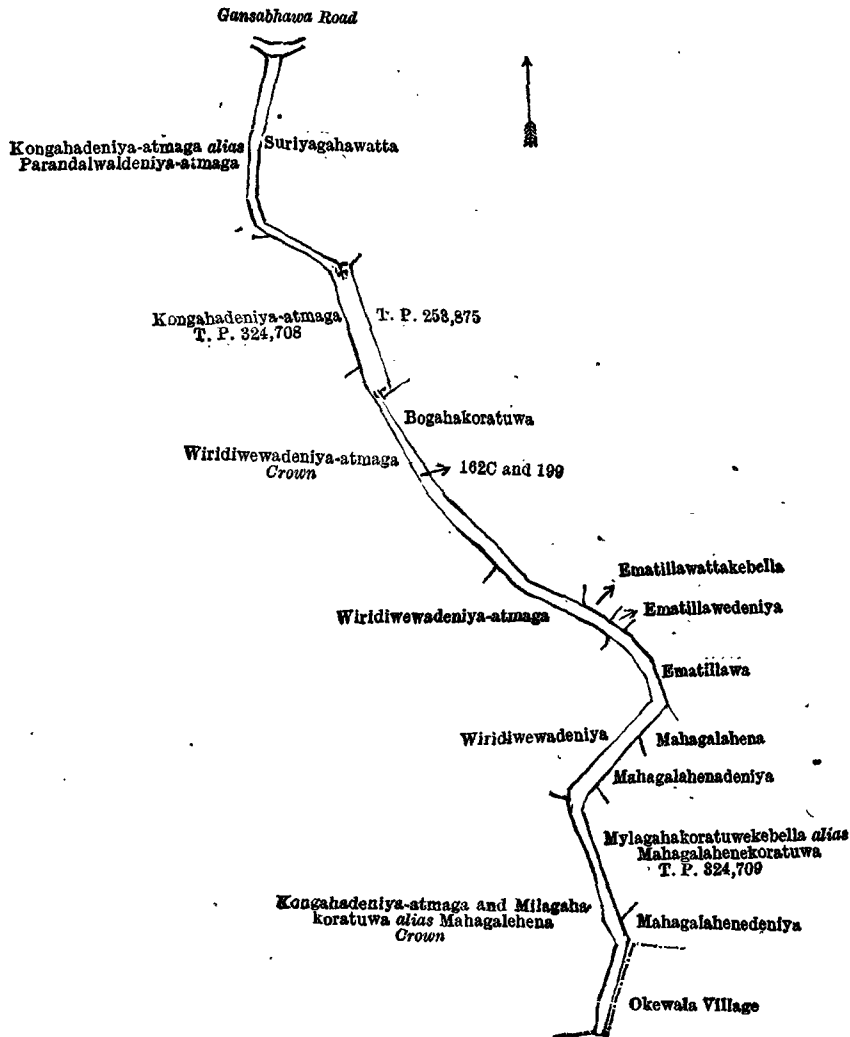 Gansabhawa Road
Kongahadeniya-atmaga alias
Parandalwaldeniya-atmaga
Suriyagahawatta
Kongahadeniya-atmaga
T. P. 324,708
T. P. 253,875
Bogahakoratuwa
Wiridiwewadeniya-atmaga
Crown
162C and 199
Ematillawattakebella
Ematillawedeniya
Wiridiwewadeniya-atmaga
Ematillawa
Wiridiwewadeniya
Mahagalahena
Mahagalahenadeniya
Mylagahakoratuwekebella alias
Mahagalahenekoratuwa
T. P. 324,709
Kongahadeniya-atmaga and Milagaha-
koratuwa alias Mahagalehena
Crown
Mahagalahenedeniya
Okewala Village